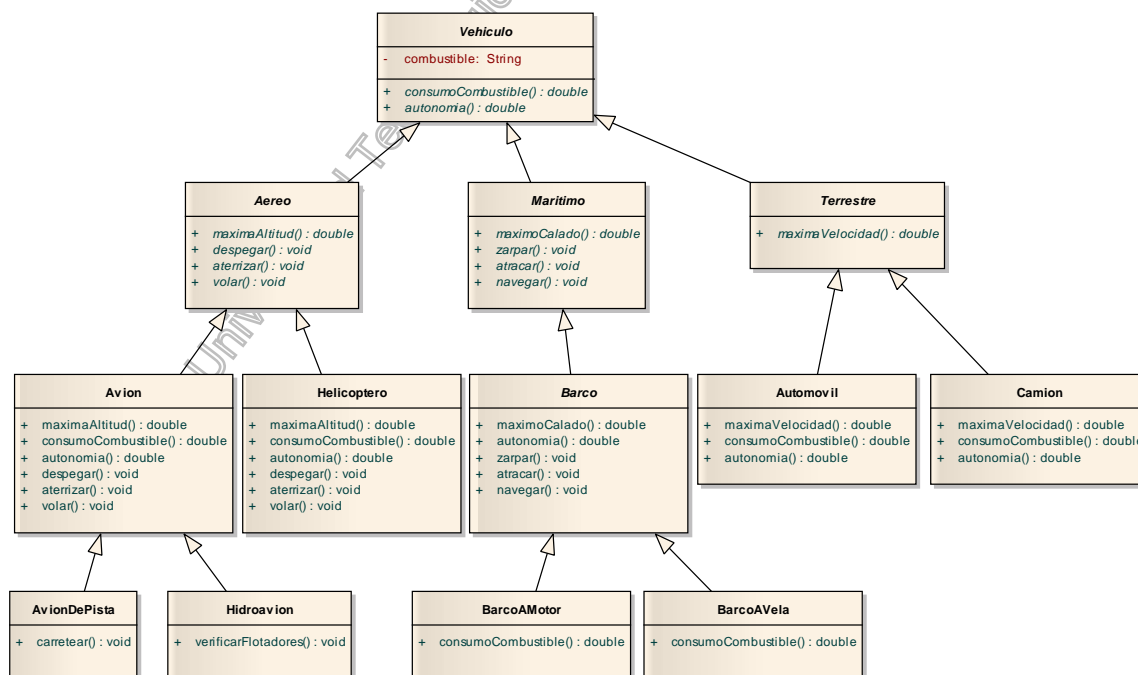 Vehiculo
- combustible: String
+ consumoCombustible() : double
+ autonomia() : double
Aereo
+ maximaAltitud() : double
+ despegar() : void
+ aterrizar() : void
+ volar() : void
Maritimo
+ maximoCalado() : double
+ zarpar() : void
+ atracar() : void
+ navegar() : void
Terrestre
+ maximaVelocidad() : double
Avion
+ maximaAltitud() : double
+ consumoCombustible() : double
+ autonomia() : double
+ despegar() : void
+ aterrizar() : void
+ volar() : void
Helicoptero
+ maximaAltitud() : double
+ consumoCombustible() : double
+ autonomia() : double
+ despegar() : void
+ aterrizar() : void
+ volar() : void
Barco
+ maximoCalado() : double
+ autonomia() : double
+ zarpar() : void
+ atracar() : void
+ navegar() : void
Automovil
+ maximaVelocidad() : double
+ consumoCombustible() : double
+ autonomia() : double
Camion
+ maximaVelocidad() : double
+ consumoCombustible() : double
+ autonomia() : double
AvionDePista
+ carretear() : void
Hidroavion
+ verificarFlotadores() : void
BarcoAMotor
+ consumoCombustible() : double
BarcoAVela
+ consumoCombustible() : double